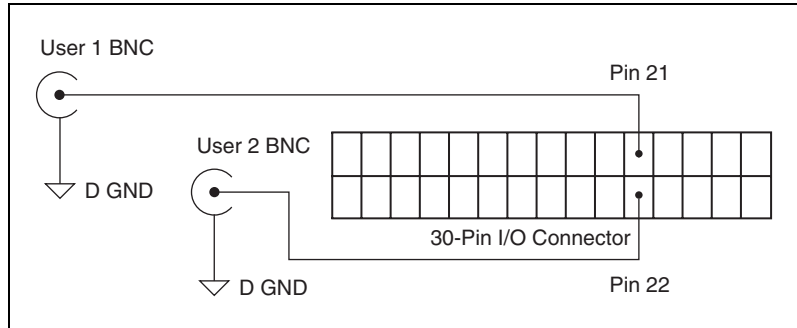 User 1 BNC
Pin 21
User 2 BNC
D GND
30-Pin I/O Connector
D GND
Pin 22